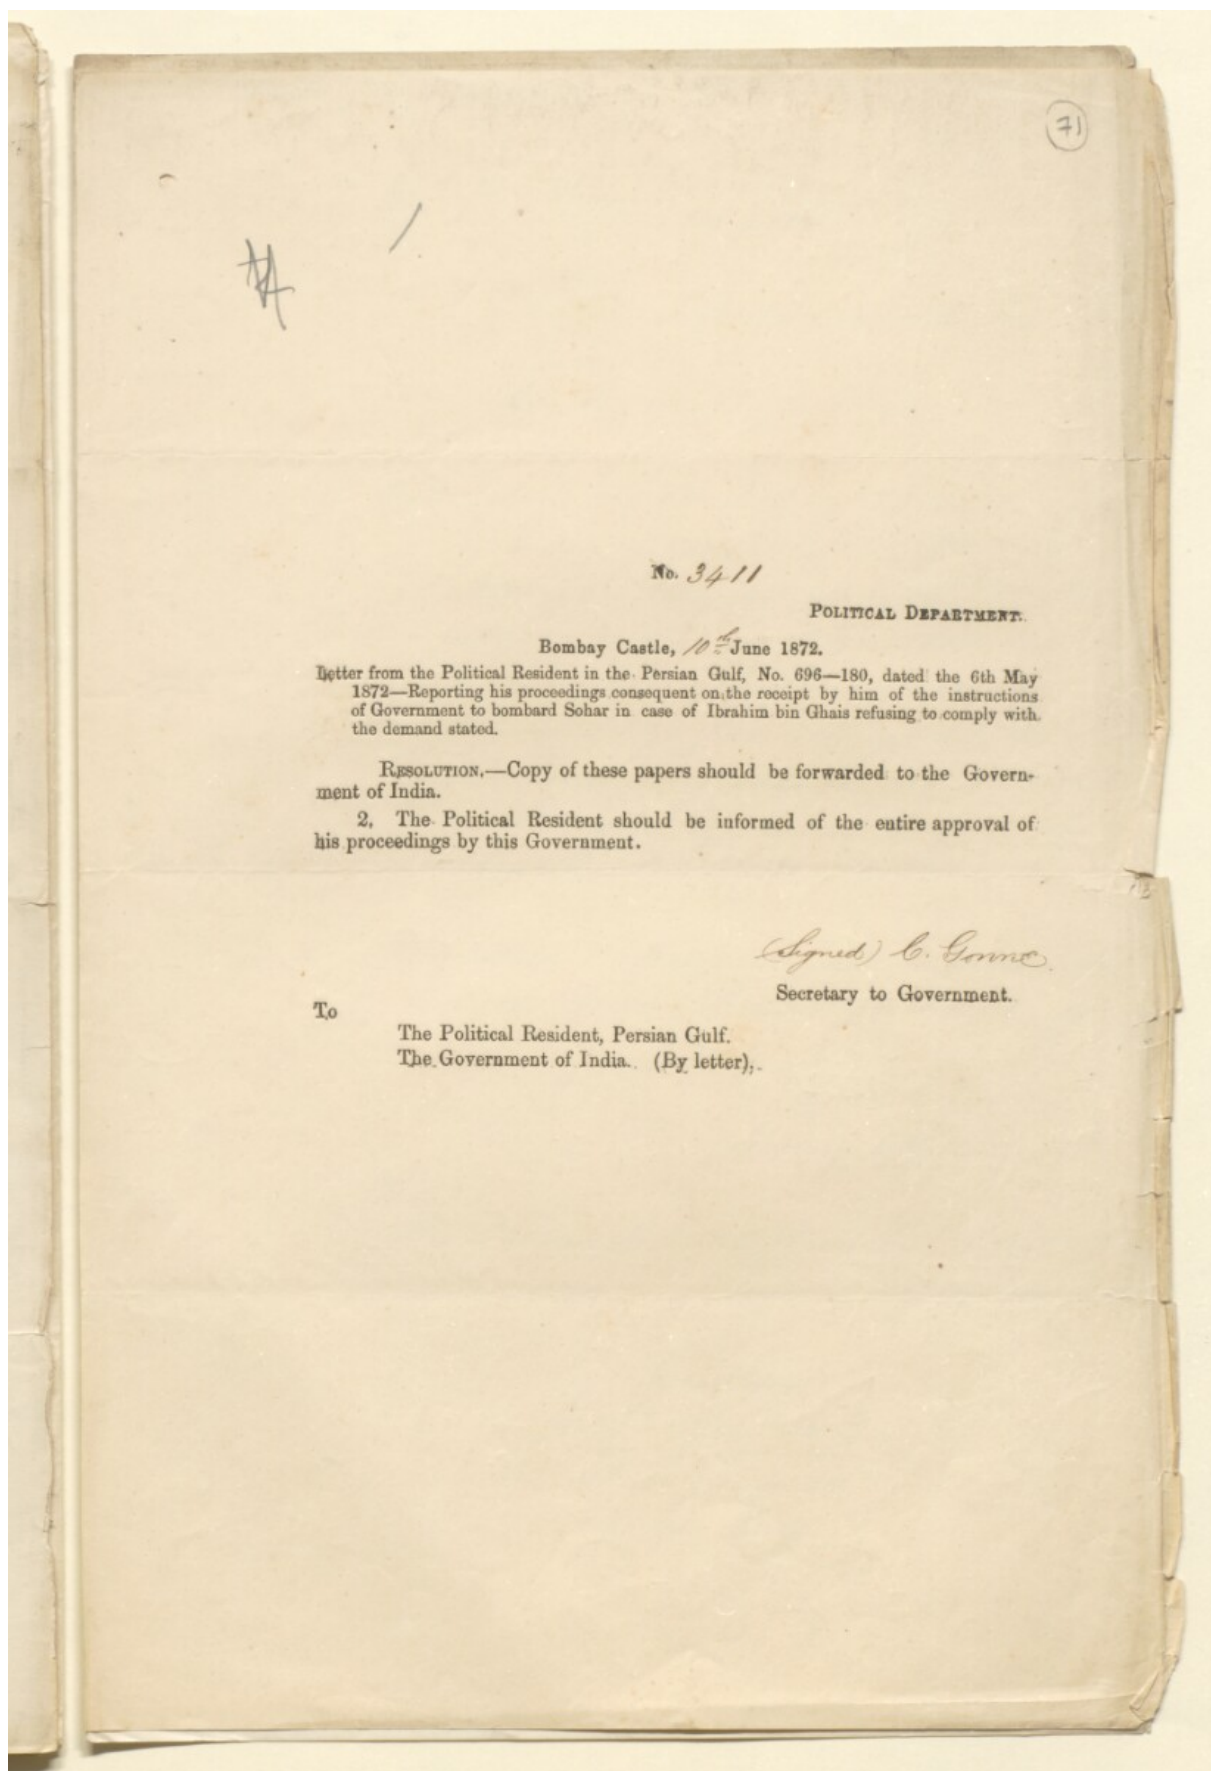 71
No. 3411
POLITICAL DEPARTMENT.
Bombay Castle, 10th June 1872.
Letter from the Political Resident in the Persian Gulf, No. 696—180, dated the 6th May
1872—Reporting his proceedings consequent on the receipt by him of the instructions
of Government to bombard Sohar in case of Ibrahim bin Ghais refusing to comply with
the demand stated.
RESOLUTION.—Copy of these papers should be forwarded to the Govern-
ment of India.
2. The Political Resident should be informed of the entire approval of
his proceedings by this Government.
(Signed) C. Gonne
Secretary to Government.
To
The Political Resident, Persian Gulf.
The Government of India. (By letter).